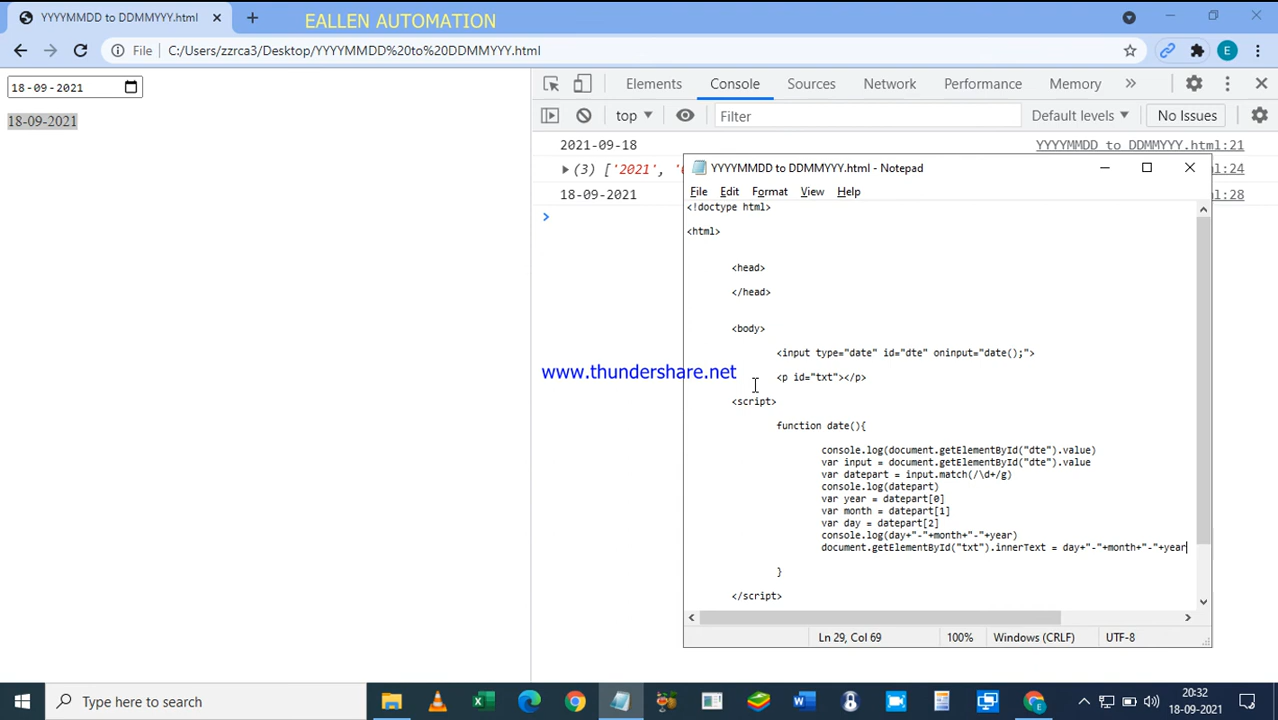 YYYYMMDD to DDMMYYY.html
EALLEN AUTOMATION
File
C:/Users/zzrca3/Desktop/YYYYMMDD%20to%20DDMMYYY.html
E
18-09-2021
18-09-2021
Elements
Console
Sources
Network
Performance
Memory
top
Filter
Default levels
No Issues
2021-09-18
YYYYMMDD to DDMMYYY.html:21
(3) ['2021',
html:24
18-09-2021
html:28
YYYYMMDD to DDMMYYY.html - Notepad
File Edit Format View Help
<!doctype html>
<html>
<head>
</head>
<body>
<input type="date" id="dte" oninput="date();">
<p id="txt"></p>
<script>
function date(){
console.log(document.getElementById("dte").value)
var input = document.getElementById("dte").value
var datepart = input.match(/\d+/g)
console.log(datepart)
var year = datepart[0]
var month = datepart[1]
var day = datepart[2]
console.log(day+"-"+month+"-"+year)
document.getElementById("txt").innerText = day+"-"+month+"-"+year
}
</script>
www.thundershare.net
Ln 29, Col 69
100%
Windows (CRLF)
UTF-8
Type here to search
20:32
18-09-2021